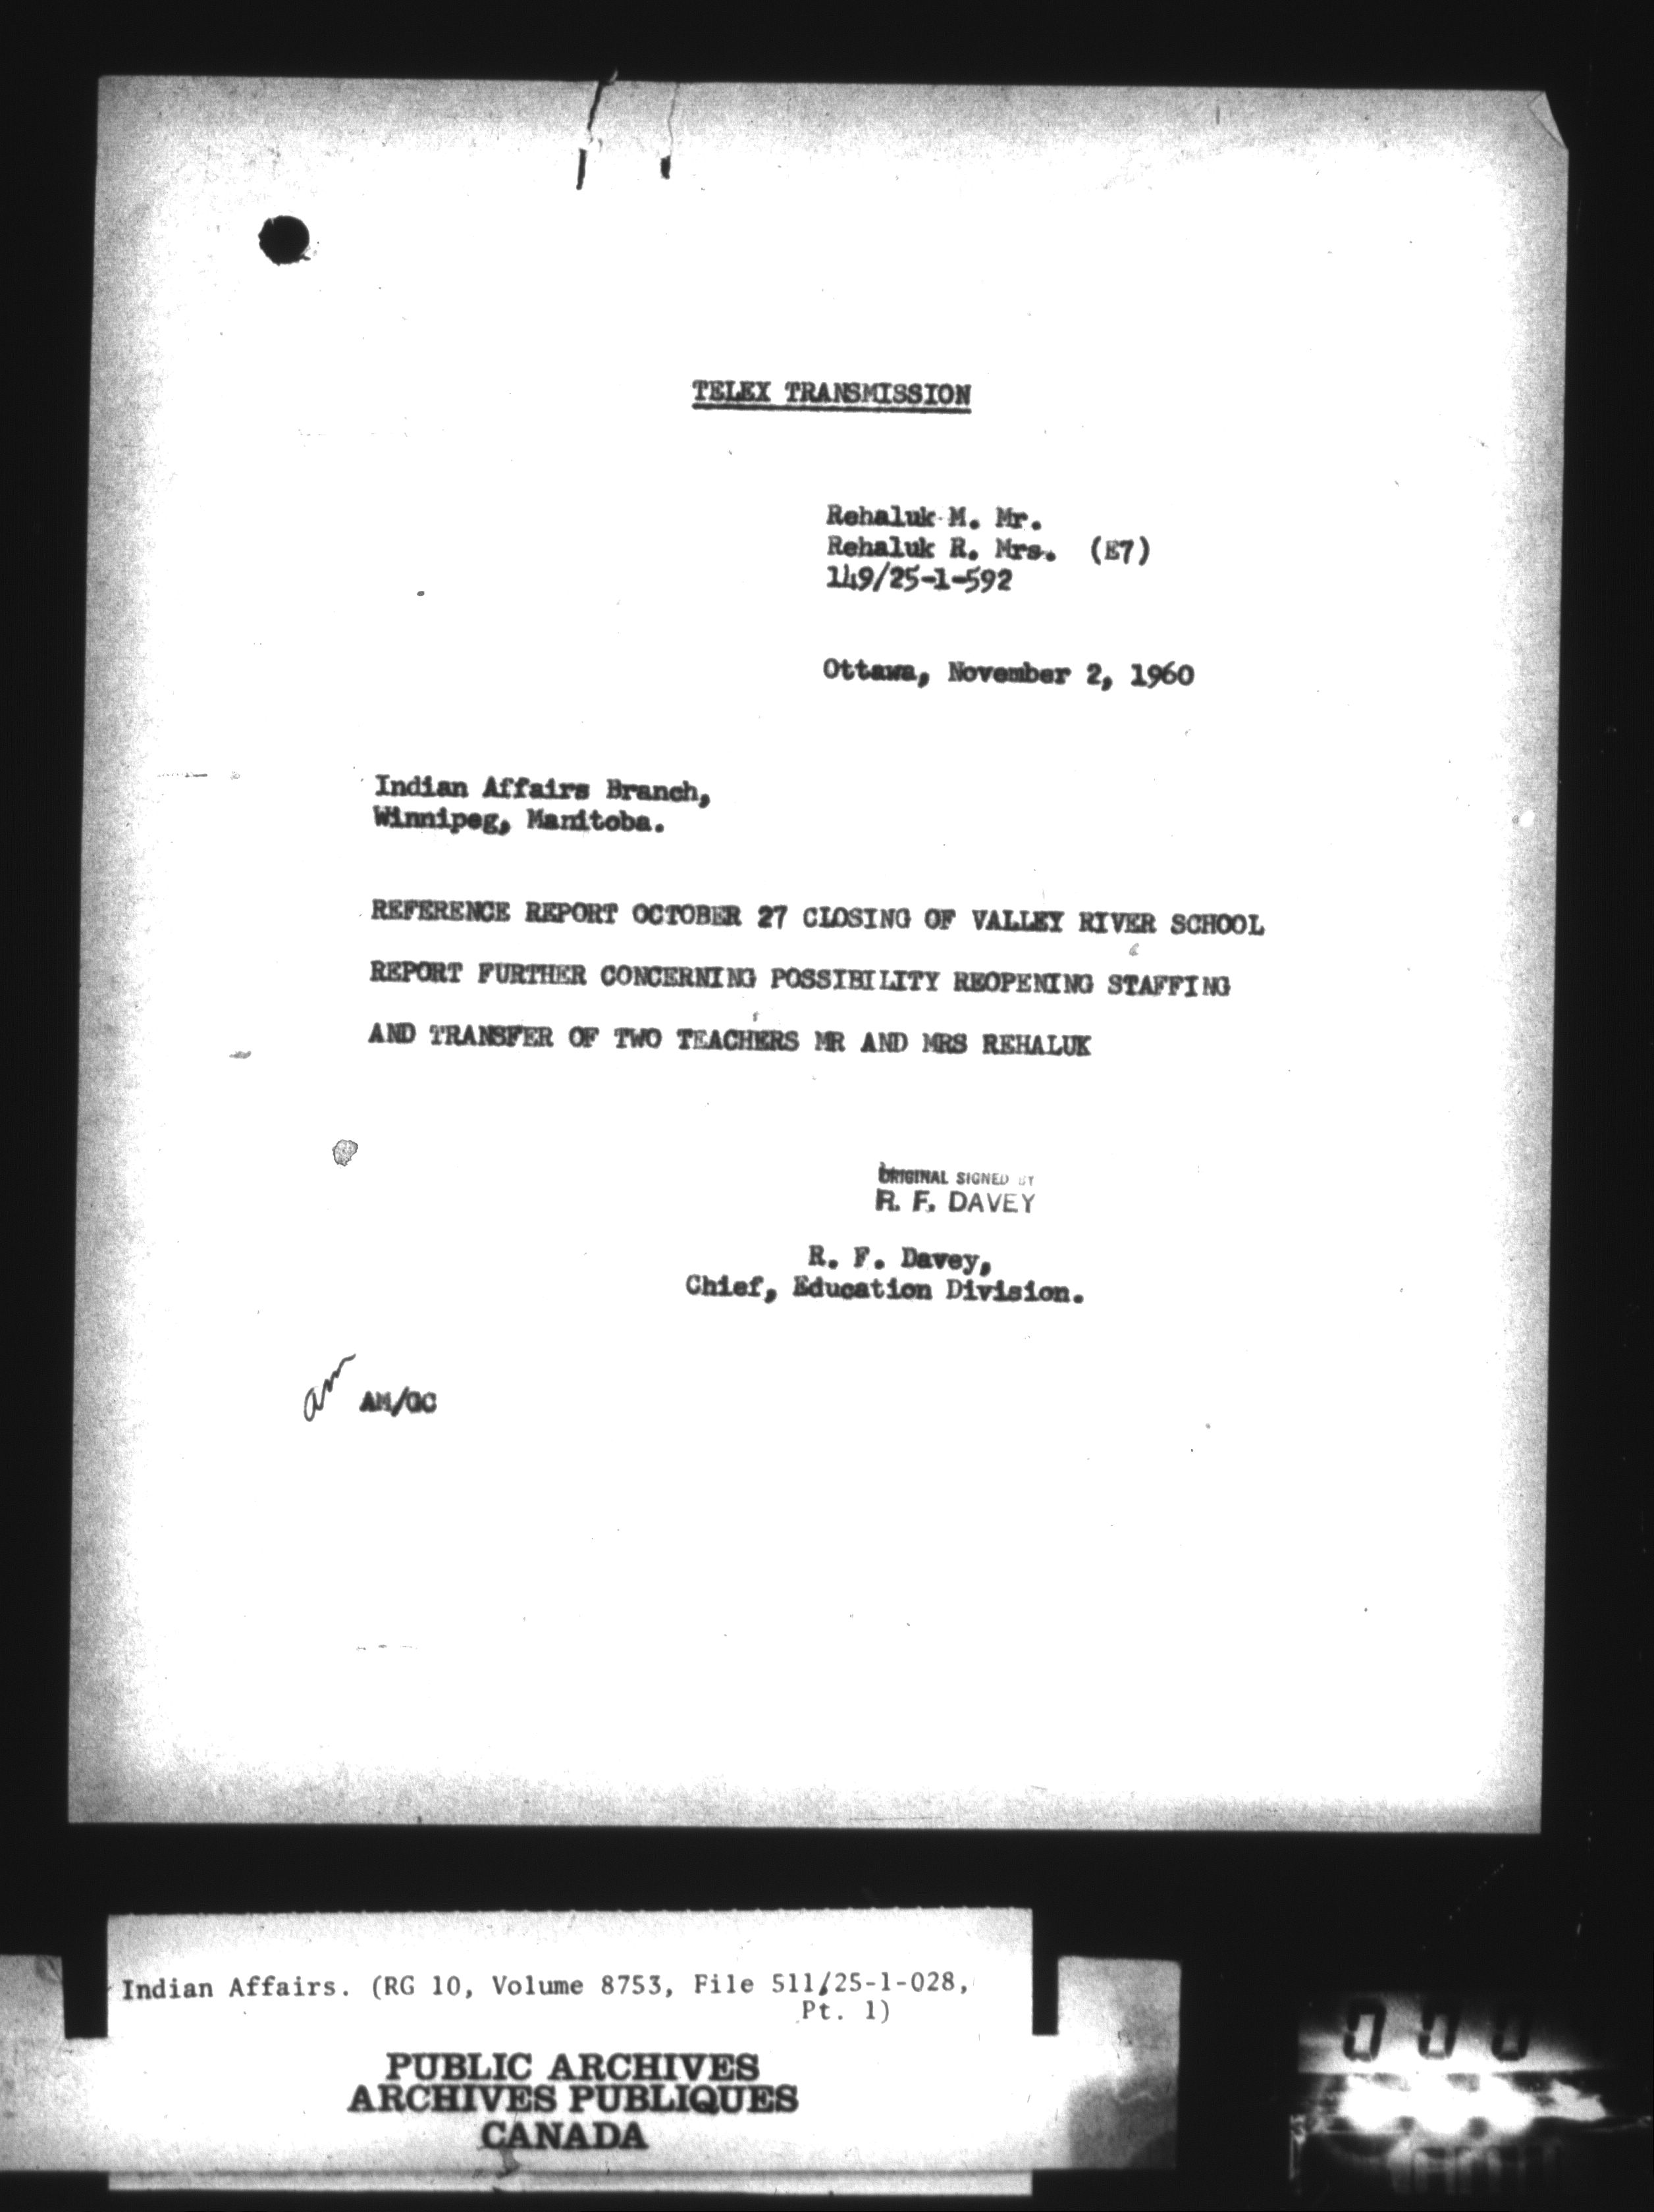 TELEX TRANSMISSION
Rehaluk M. Mr.
Rehaluk R. Mrs. (E7)
149/25-1-592
Ottawa, November 2, 1960
Indian Affairs Branch,
Winnipeg, Manitoba.
REFERENCE REPORT OCTOBER 27 CLOSING OF VALLEY RIVER SCHOOL
REPORT FURTHER CONCERNING POSSIBILITY REOPENING STAFFING
AND TRANSFER OF TWO TEACHERS MR AND MRS REHALUK
ORIGINAL SIGNED BY
R. F. DAVEY
R. F. Davey,
Chief, Education Division.
am AM/GC
Indian Affairs. (RG 10, Volume 8753, File 511/25-1-028,
Pt. 1)
PUBLIC ARCHIVES
ARCHIVES PUBLIQUES
CANADA
000